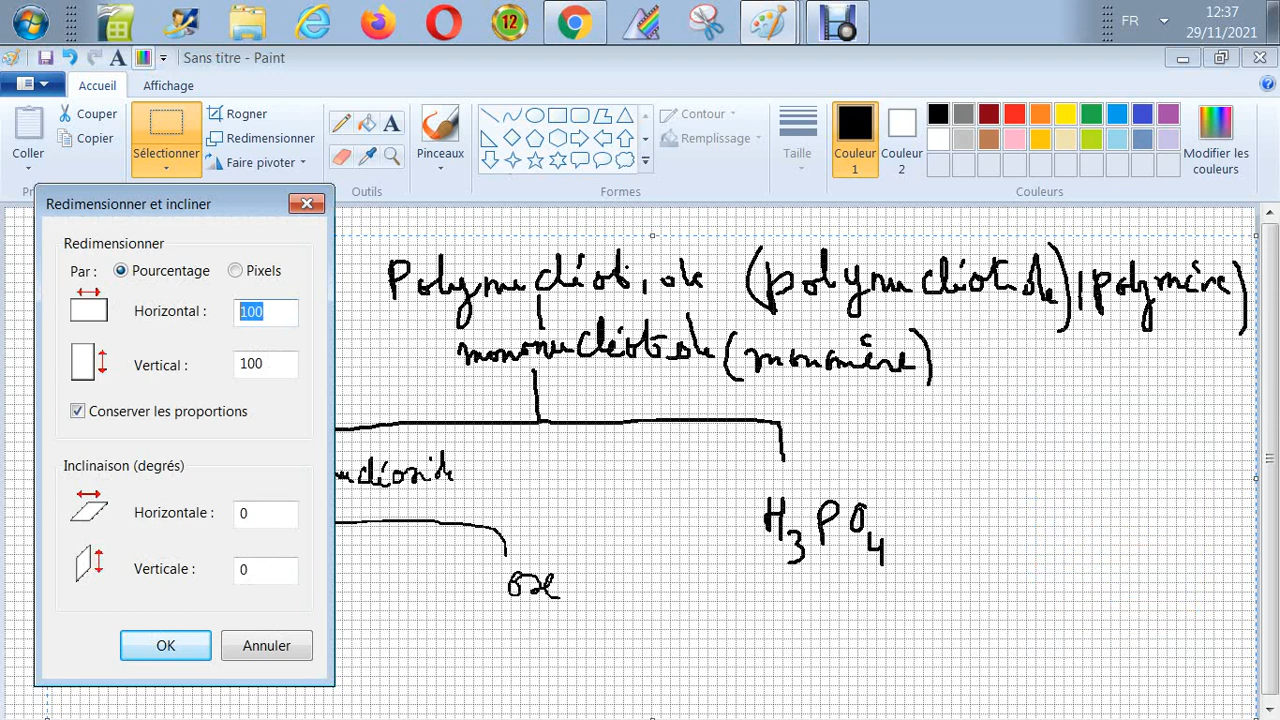 12
FR
12:37
29/11/2021
Sans titre - Paint
Accueil
Affichage
Coller
Couper
Copier
Sélectionner
Rogner
Redimensionner
Faire pivoter
Outils
Pinceaux
Contour
Remplissage
Formes
Taille
Couleur 1
Couleur 2
Modifier les couleurs
Couleurs
Redimensionner et incliner
Redimensionner
Par :
Pourcentage
Pixels
Horizontal :
100
Vertical :
100
Conserver les proportions
Inclinaison (degrés)
Horizontale :
0
Verticale :
0
OK
Annuler
Polynucléotide (polynucléotide)/polymère)
mononucléotide (monomère)
H3PO4
ose